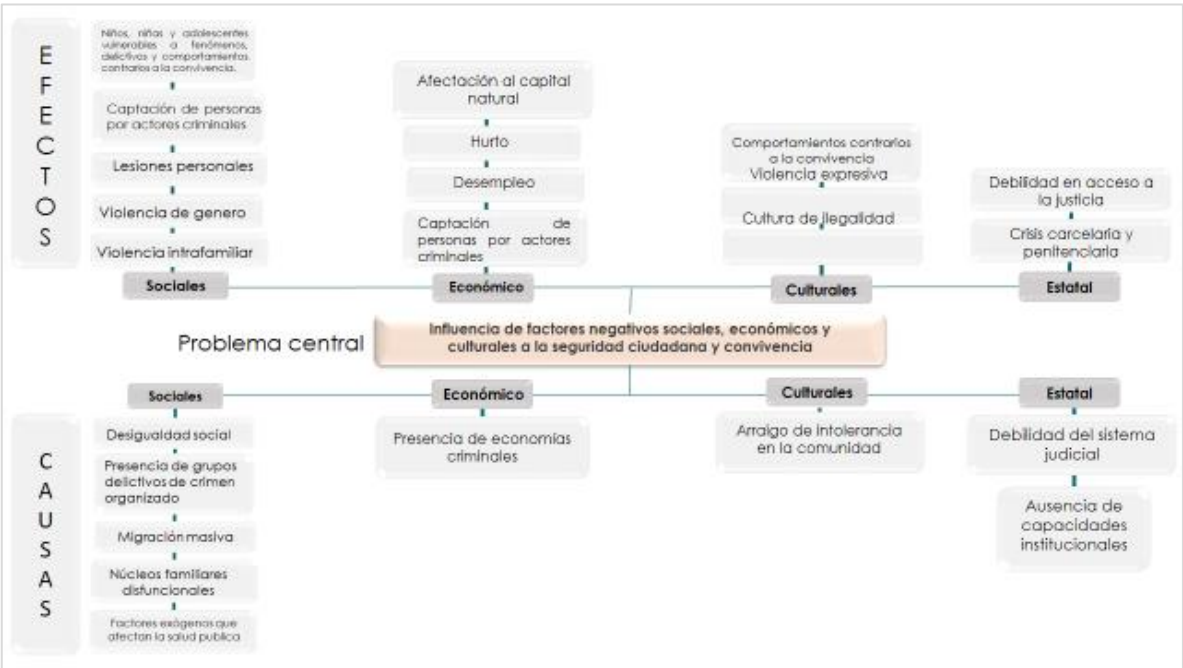 EFECTOS
Niños, niñas y adolescentes
vulnerables a fenómenos,
delictivos y comportamientos
contrarios a la convivencia.
Captación de personas
por actores criminales
Lesiones personales
Violencia de genero
Violencia intrafamiliar
Sociales
Afectación al capital
natural
Hurto
Desempleo
Captación de
personas por actores
criminales
Económico
Comportamientos contrarios
a la convivencia
Violencia expresiva
Cultura de ilegalidad
Culturales
Debilidad en acceso a
la justicia
Crisis carcelaria y
penitenciaria
Estatal
Problema central
Influencia de factores negativos sociales, económicos y
culturales a la seguridad ciudadana y convivencia
CAUSAS
Sociales
Desigualdad social
Presencia de grupos
delictivos de crimen
organizado
Migración masiva
Núcleos familiares
disfuncionales
Factores exógenos que
afectan la salud publica
Económico
Presencia de economías
criminales
Culturales
Arraigo de intolerancia
en la comunidad
Estatal
Debilidad del sistema
judicial
Ausencia de
capacidades
institucionales